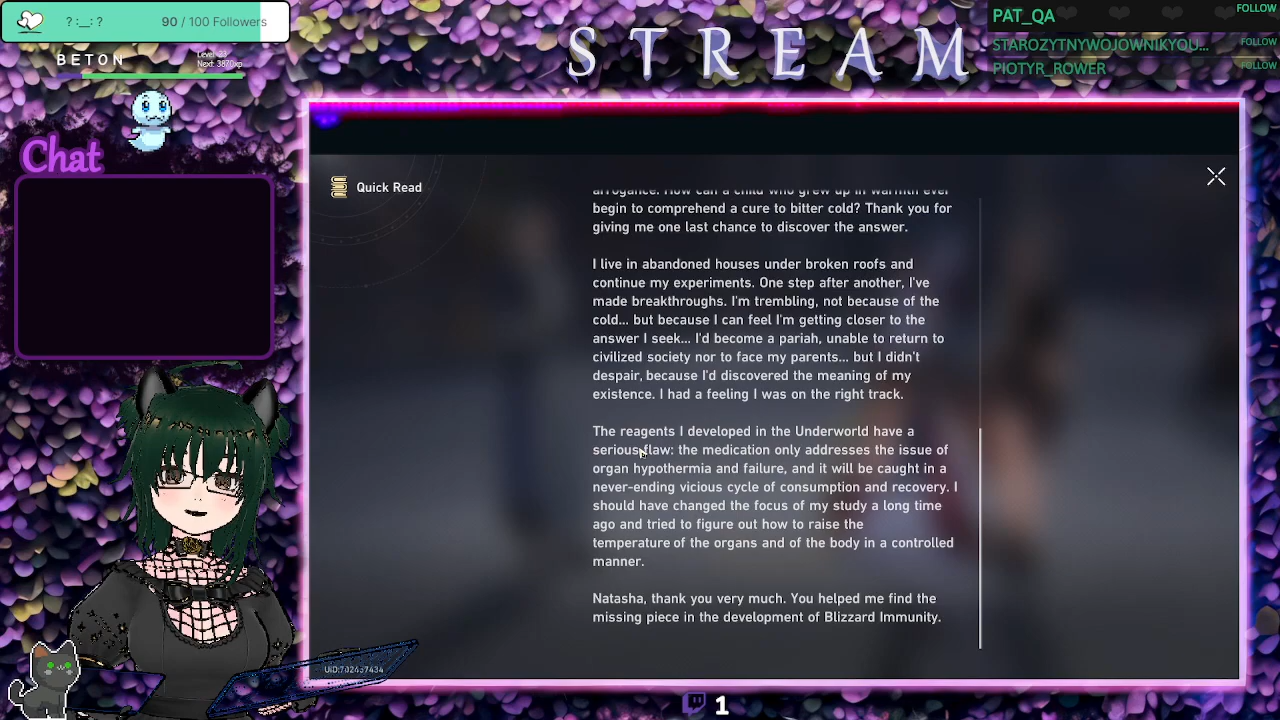 ? :__: ?
90 / 100 Followers
BETON
Level: 23
Next: 3870xp
STREAM
PAT_QA
FOLLOW
STAROZYTNYWOJOWNIKYOU...
FOLLOW
PIOTYR_ROWER
FOLLOW
Chat
Quick Read
arrogance. How can a child who grew up in warmth ever
begin to comprehend a cure to bitter cold? Thank you for
giving me one last chance to discover the answer.
I live in abandoned houses under broken roofs and
continue my experiments. One step after another, I've
made breakthroughs. I'm trembling, not because of the
cold... but because I can feel I'm getting closer to the
answer I seek... I'd become a pariah, unable to return to
civilized society nor to face my parents... but I didn't
despair, because I'd discovered the meaning of my
existence. I had a feeling I was on the right track.
The reagents I developed in the Underworld have a
serious flaw: the medication only addresses the issue of
organ hypothermia and failure, and it will be caught in a
never-ending vicious cycle of consumption and recovery. I
should have changed the focus of my study a long time
ago and tried to figure out how to raise the
temperature of the organs and of the body in a controlled
manner.
Natasha, thank you very much. You helped me find the
missing piece in the development of Blizzard Immunity.
1